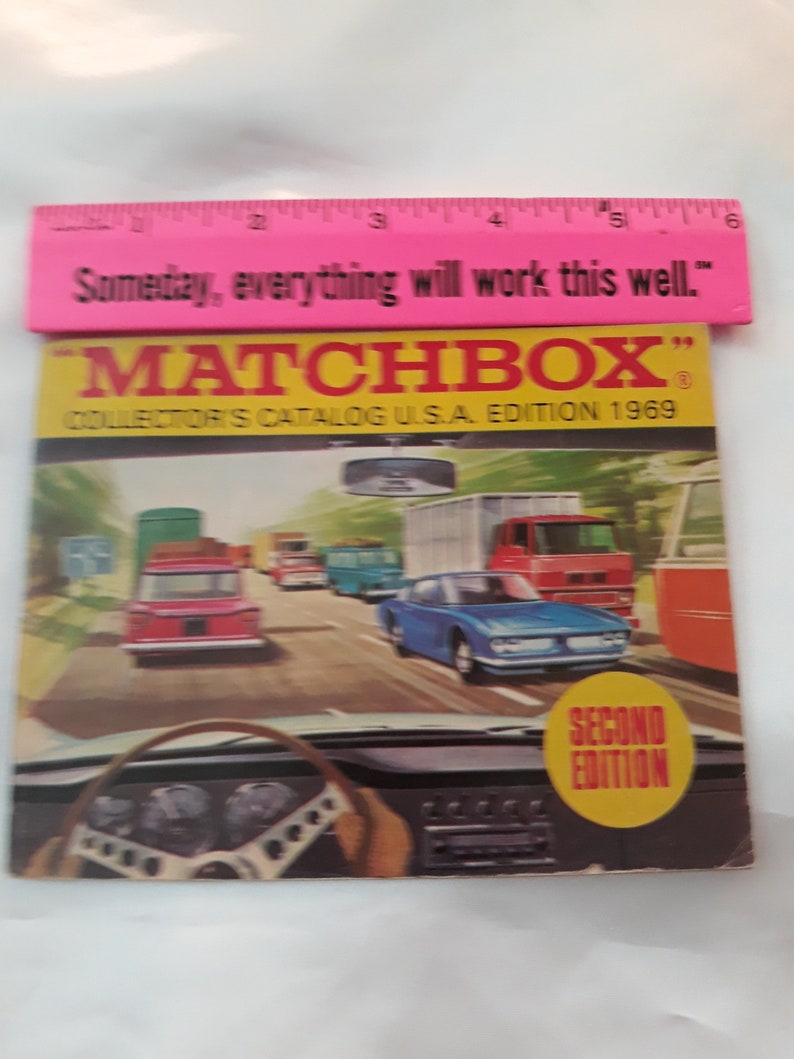 1 2 3 4 5 6
Someday, everything will work this well.℠
"MATCHBOX"®
COLLECTOR'S CATALOG U.S.A. EDITION 1969
SECOND
EDITION